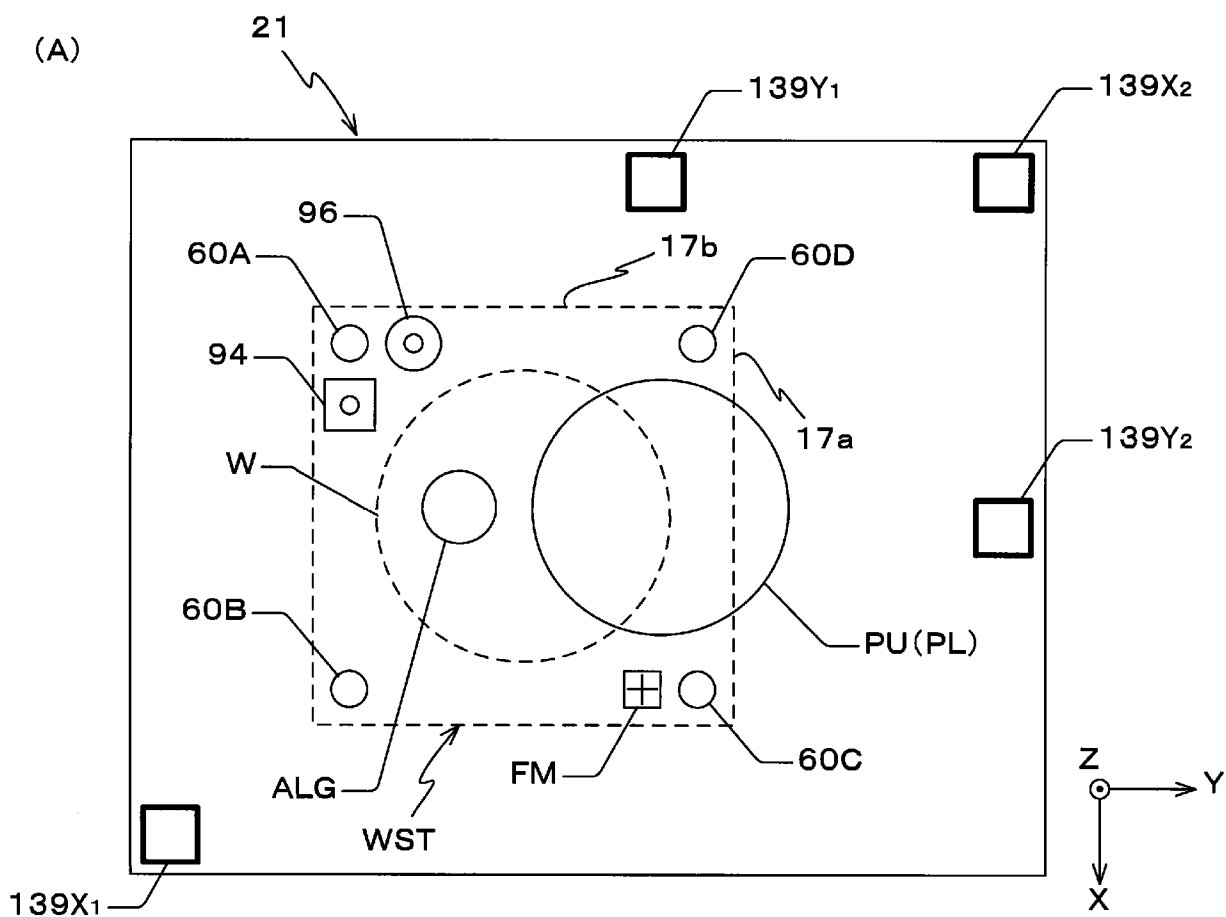 (A)
21
139Y1
139X2
96
60A
17b
60D
94
17a
139Y2
W
60B
PU(PL)
FM
60C
ALG
WST
Z
Y
X
139X1